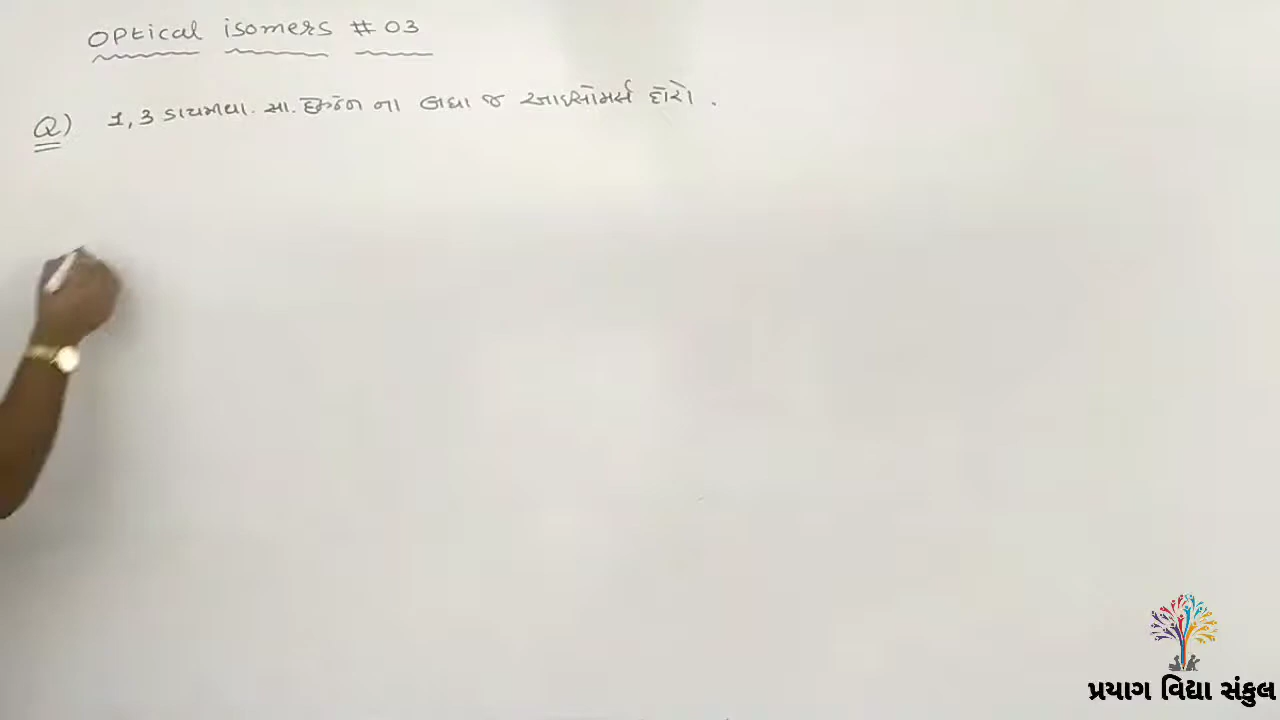 Optical isomers # 03
Q) 1, 3 ડાયમિથા. સા. ના બધા જ આઇસોમર્સ દોરો .
પ્રયાગ વિદ્યા સંકુલ